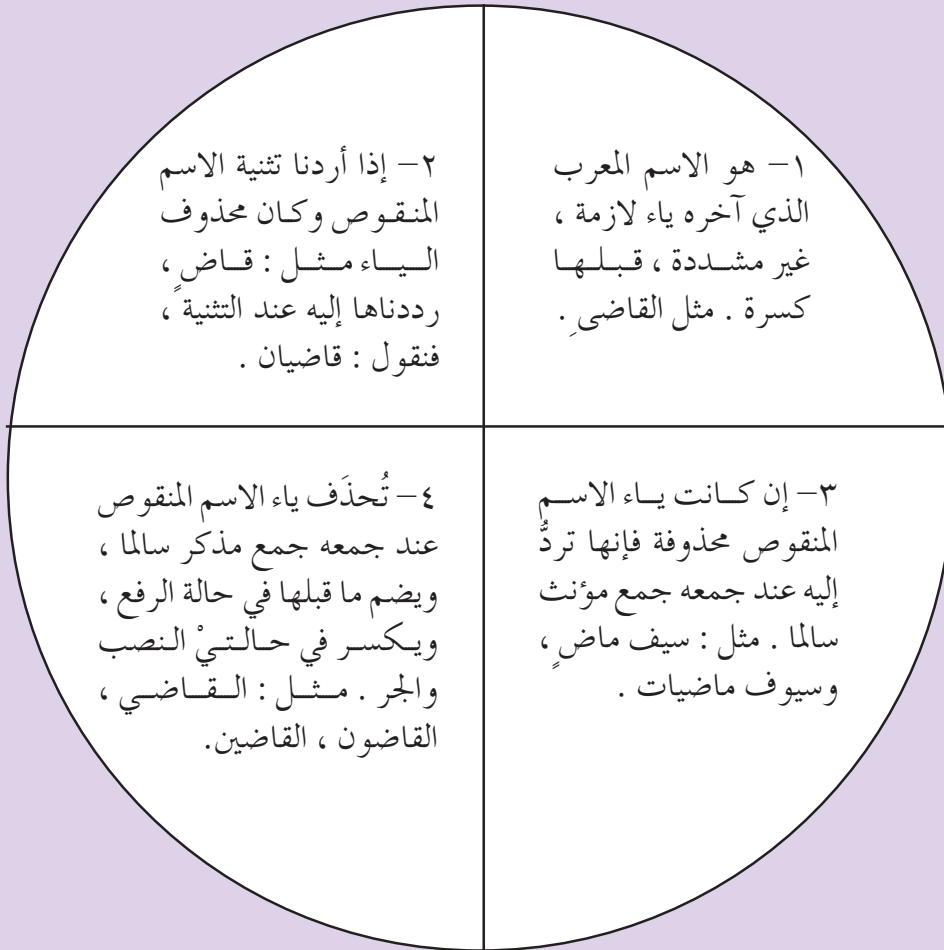 ١– هو الاسم المعرب
الذي آخره ياء لازمة ،
غير مشددة ، قبلها
كسرة . مثل القاضىِ .
٢– إذا أردنا تثنية الاسم
المنقوص وكان محذوف
الياء مثل : قاضٍ ،
رددناها إليه عند التثنية ،
فنقول : قاضيان .
٣– إن كانت ياء الاسم
المنقوص محذوفة فإنها تردُّ
إليه عند جمعه جمع مؤنث
سالما . مثل : سيف ماضٍ ،
وسيوف ماضيات .
٤– تُحذَف ياء الاسم المنقوص
عند جمعه جمع مذكر سالما ،
ويضم ما قبلها في حالة الرفع ،
ويكسر في حالتيْ النصب
والجر . مثل : القاضي ،
القاضون ، القاضين.